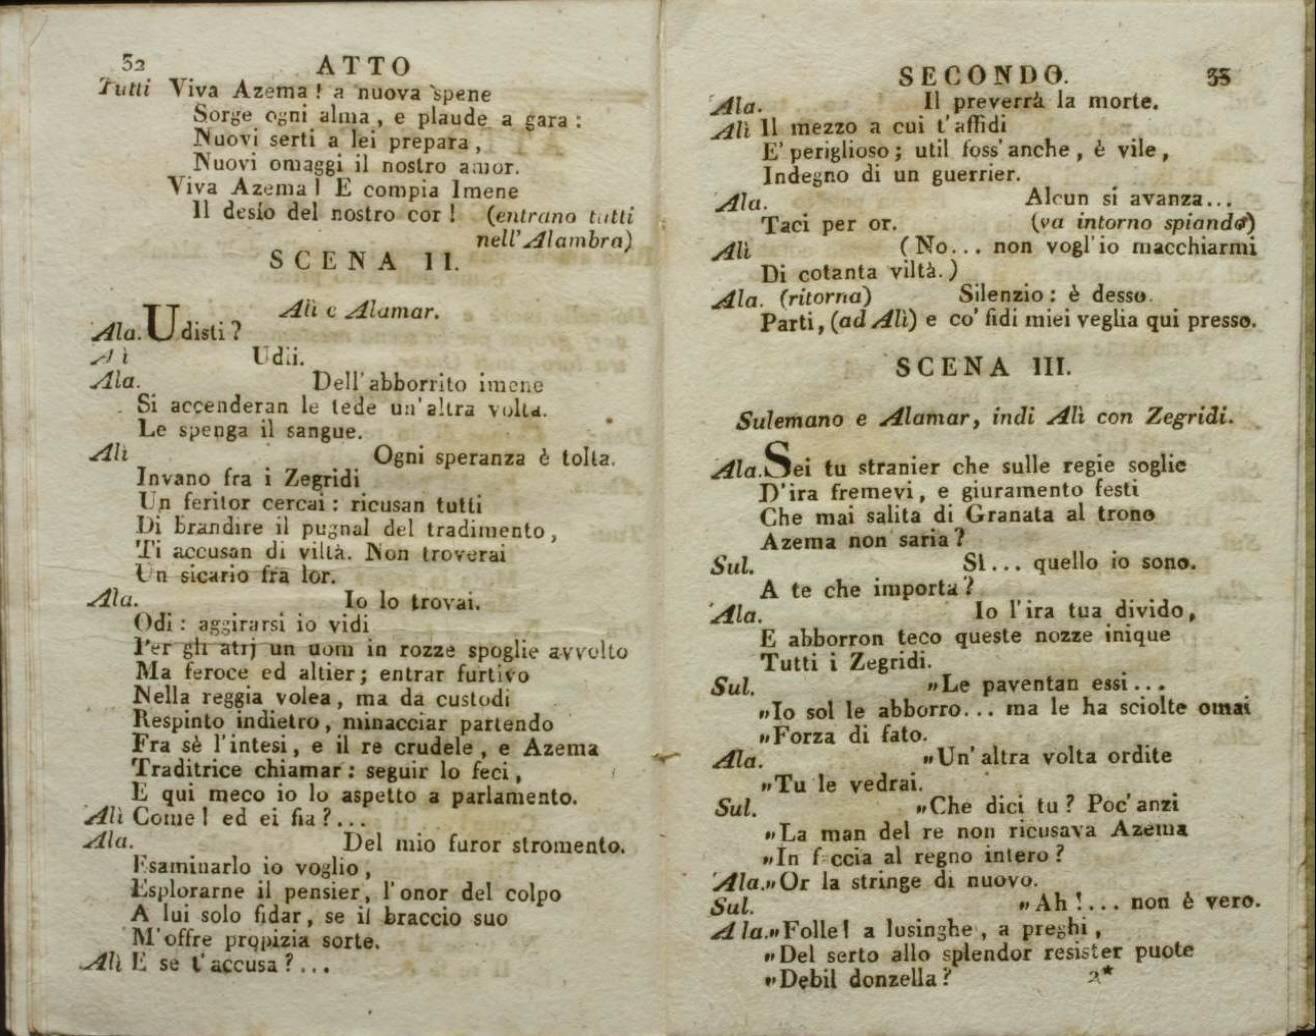 32 ATTO
Tutti Viva Azema! a nuova spene
Sorge ogni alma, e plaude a gara:
Nuovi serti a lei prepara,
Nuovi omaggi il nostro amor.
Viva Azema! E compia Imene
Il desìo del nostro cor! (entrano tutti
nell'Alambra)
SCENA II.
Alì e Alamar.
Ala. Udisti?
Alì Udii.
Ala. Dell'abborrito imene
Si accenderan le tede un'altra volta.
Le spenga il sangue.
Alì Ogni speranza è tolta.
Invano fra i Zegridi
Un feritor cercai: ricusan tutti
Di brandire il pugnal del tradimento,
Ti accusan di viltà. Non troverai
Un sicario fra lor.
Ala. Io lo trovai.
Odi: aggirarsi io vidi
Per gli atrj un uom in rozze spoglie avvolto
Ma feroce ed altier; entrar furtivo
Nella reggia volea, ma da custodi
Respinto indietro, minacciar partendo
Fra sè l'intesi, e il re crudele, e Azema
Traditrice chiamar: seguir lo feci,
E qui meco io lo aspetto a parlamento.
Alì Come! ed ei fia?...
Ala. Del mio furor stromento.
Esaminarlo io voglio,
Esplorarne il pensier, l'onor del colpo
A lui solo fidar, se il braccio suo
M'offre propizia sorte.
Alì E se t'accusa?...
SECONDO. 33
Ala. Il preverrà la morte.
Alì Il mezzo a cui t'affidi
E' periglioso; util foss'anche, è vile,
Indegno di un guerrier.
Ala. Alcun si avanza...
Taci per or. (va intorno spiando)
Alì (No... non vogl'io macchiarmi
Di cotanta viltà.)
Ala. (ritorna) Silenzio: è desso.
Parti, (ad Alì) e co' fidi miei veglia qui presso.
SCENA III.
Sulemano e Alamar, indi Alì con Zegridi.
Ala. Sei tu stranier che sulle regie soglie
D'ira fremevi, e giuramento festi
Che mai salita di Granata al trono
Azema non saria?
Sul. Sì... quello io sono.
A te che importa?
Ala. Io l'ira tua divido,
E abborron teco queste nozze inique
Tutti i Zegridi.
Sul. "Le paventan essi...
"Io sol le abborro... ma le ha sciolte omai
"Forza di fato.
Ala. "Un'altra volta ordite
"Tu le vedrai.
Sul. "Che dici tu? Poc'anzi
"La man del re non ricusava Azema
"In faccia al regno intero?
Ala. "Or la stringe di nuovo.
Sul. "Ah!... non è vero.
Ala. "Folle! a lusinghe, a preghi,
"Del serto allo splendor resister puote
"Debil donzella?
2*